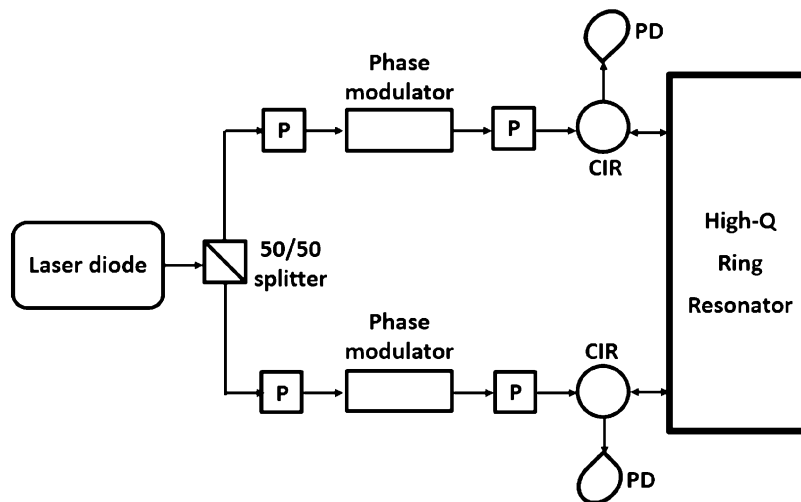 PD
Phase
modulator
P
P
CIR
High-Q
Ring
Resonator
Laser diode
50/50
splitter
Phase
modulator
CIR
P
P
PD